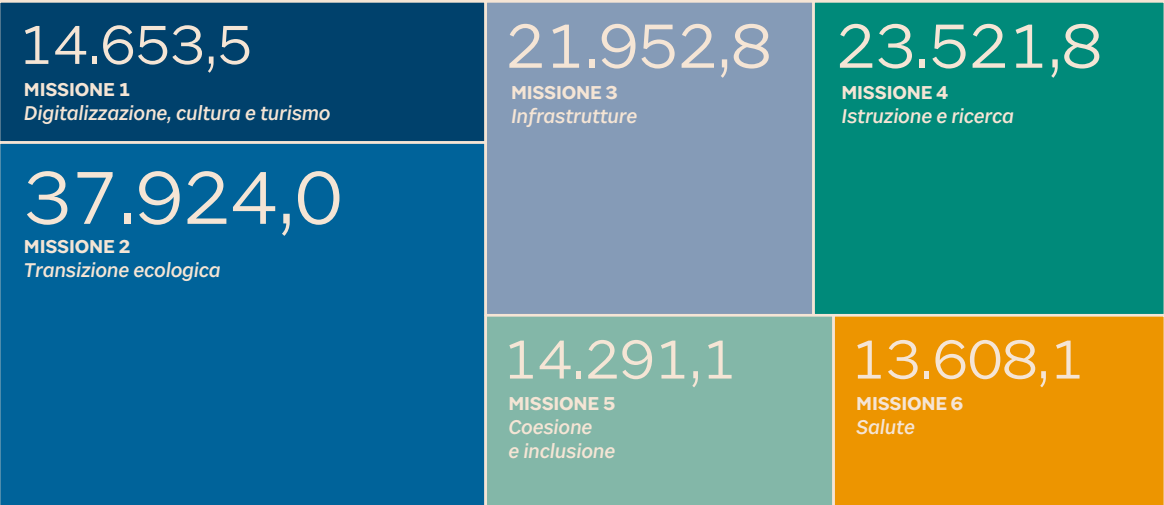 14.653,5
MISSIONE 1
Digitalizzazione, cultura e turismo
37.924,0
MISSIONE 2
Transizione ecologica
21.952,8
MISSIONE 3
Infrastrutture
23.521,8
MISSIONE 4
Istruzione e ricerca
14.291,1
MISSIONE 5
Coesione
e inclusione
13.608,1
MISSIONE 6
Salute